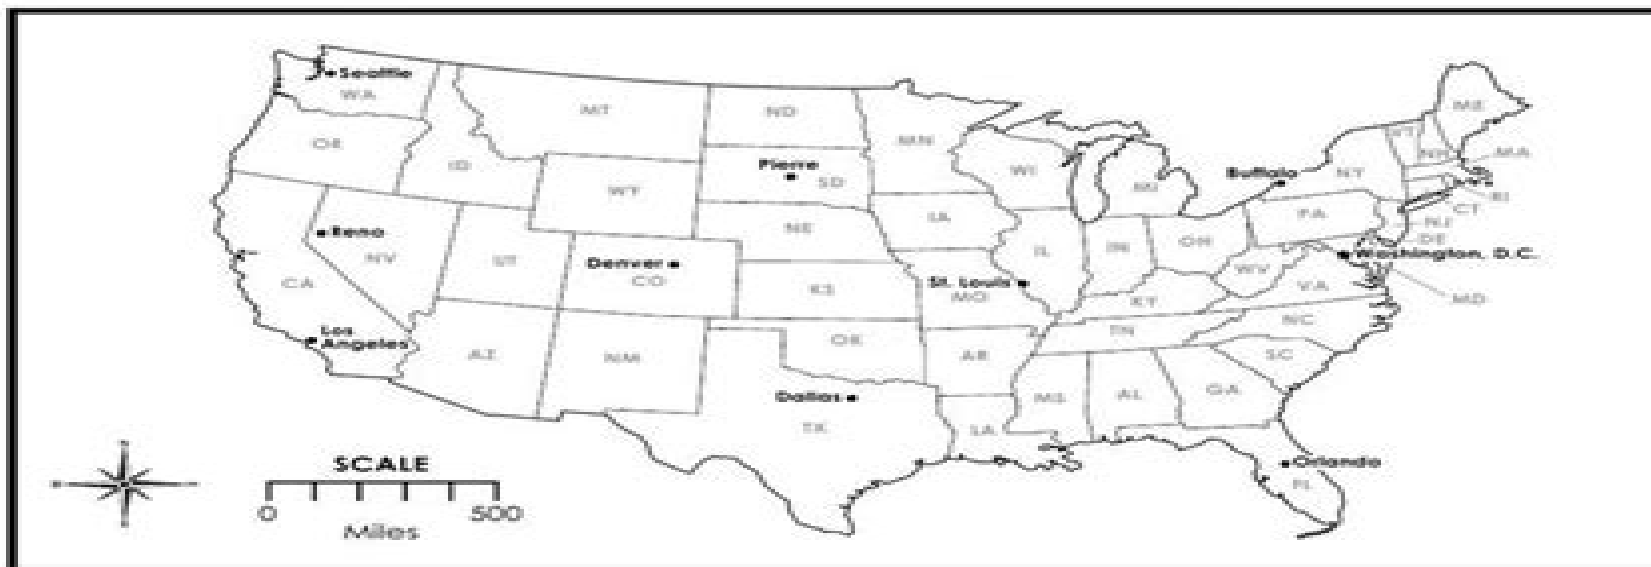 Seattle
WA
ME
MT
ND
VT
OR
MN
NH
MA
ID
Pierre
SD
WI
MI
Buffalo
NY
WY
RI
CT
IA
PA
NJ
Reno
NE
OH
DE
IL
IN
NV
UT
Denver
CO
Washington, D.C.
WV
CA
KS
St. Louis
MO
VA
KY
MD
Los
Angeles
TN
NC
OK
AZ
NM
AR
SC
Dallas
MS
AL
GA
TX
LA
SCALE
Orlando
FL
0 500
Miles